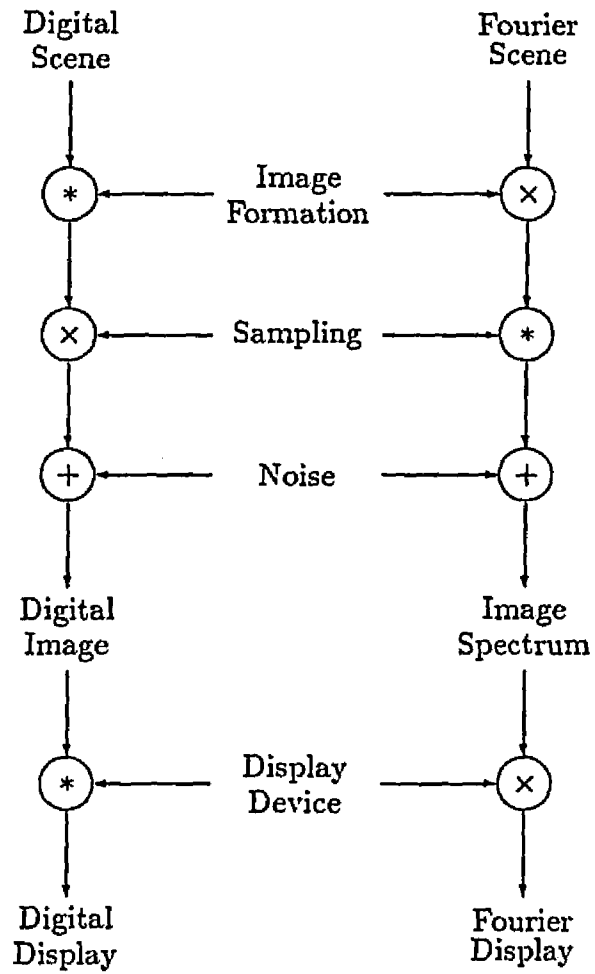 Digital
Scene
Fourier
Scene
*
Image
Formation
×
×
Sampling
*
+
Noise
+
Digital
Image
Image
Spectrum
*
Display
Device
×
Digital
Display
Fourier
Display